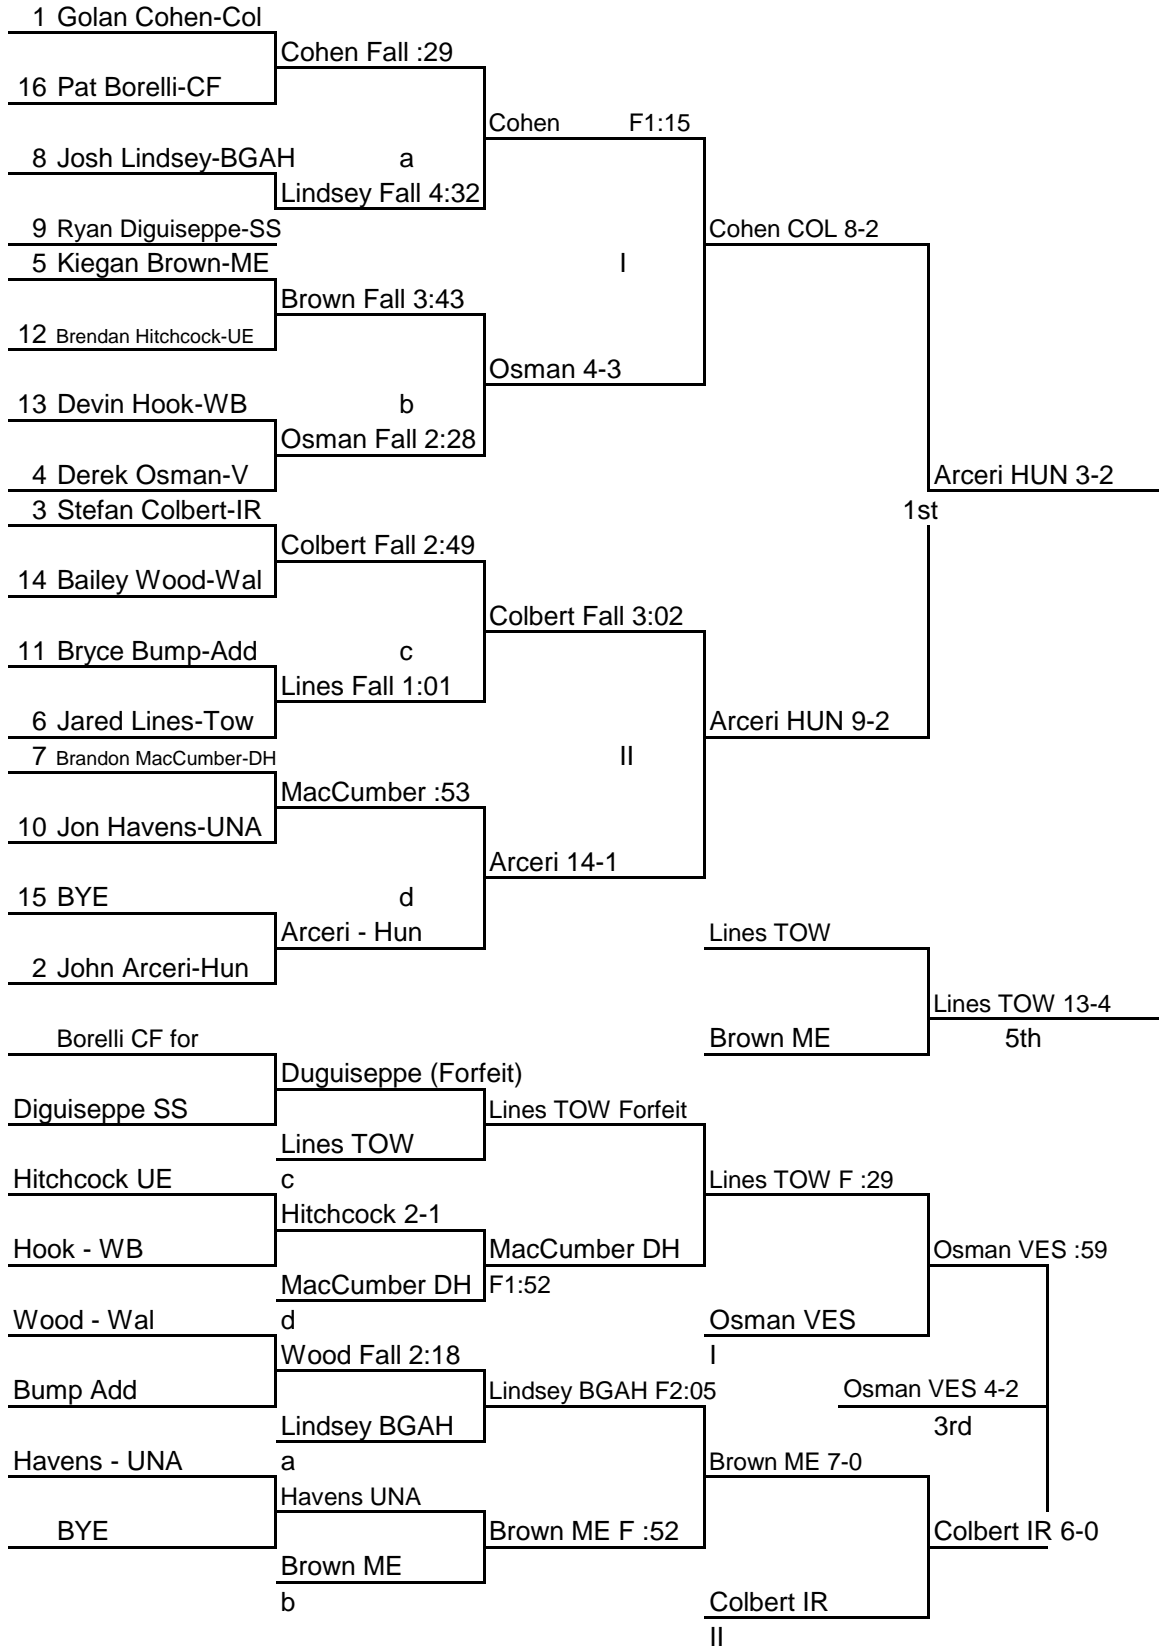 1 Golan Cohen-Col
Cohen Fall :29
16 Pat Borelli-CF
Cohen F1:15
8 Josh Lindsey-BGAH a
Lindsey Fall 4:32
9 Ryan Diguiseppe-SS Cohen COL 8-2
5 Kiegan Brown-ME I
Brown Fall 3:43
12 Brendan Hitchcock-UE
Osman 4-3
13 Devin Hook-WB b
Osman Fall 2:28
4 Derek Osman-V Arceri HUN 3-2
3 Stefan Colbert-IR 1st
Colbert Fall 2:49
14 Bailey Wood-Wal
Colbert Fall 3:02
11 Bryce Bump-Add c
Lines Fall 1:01
6 Jared Lines-Tow Arceri HUN 9-2
7 Brandon MacCumber-DH II
MacCumber :53
10 Jon Havens-UNA
Arceri 14-1
15 BYE d
Arceri - Hun Lines TOW
2 John Arceri-Hun
Lines TOW 13-4
Borelli CF for Brown ME 5th
Duguiseppe (Forfeit)
Diguiseppe SS Lines TOW Forfeit
Lines TOW
Hitchcock UE c Lines TOW F :29
Hitchcock 2-1
Hook - WB MacCumber DH Osman VES :59
MacCumber DH F1:52
Wood - Wal d Osman VES
Wood Fall 2:18 I
Bump Add Lindsey BGAH F2:05 Osman VES 4-2
Lindsey BGAH 3rd
Havens - UNA a Brown ME 7-0
Havens UNA
BYE Brown ME F :52 Colbert IR 6-0
Brown ME
b Colbert IR
II